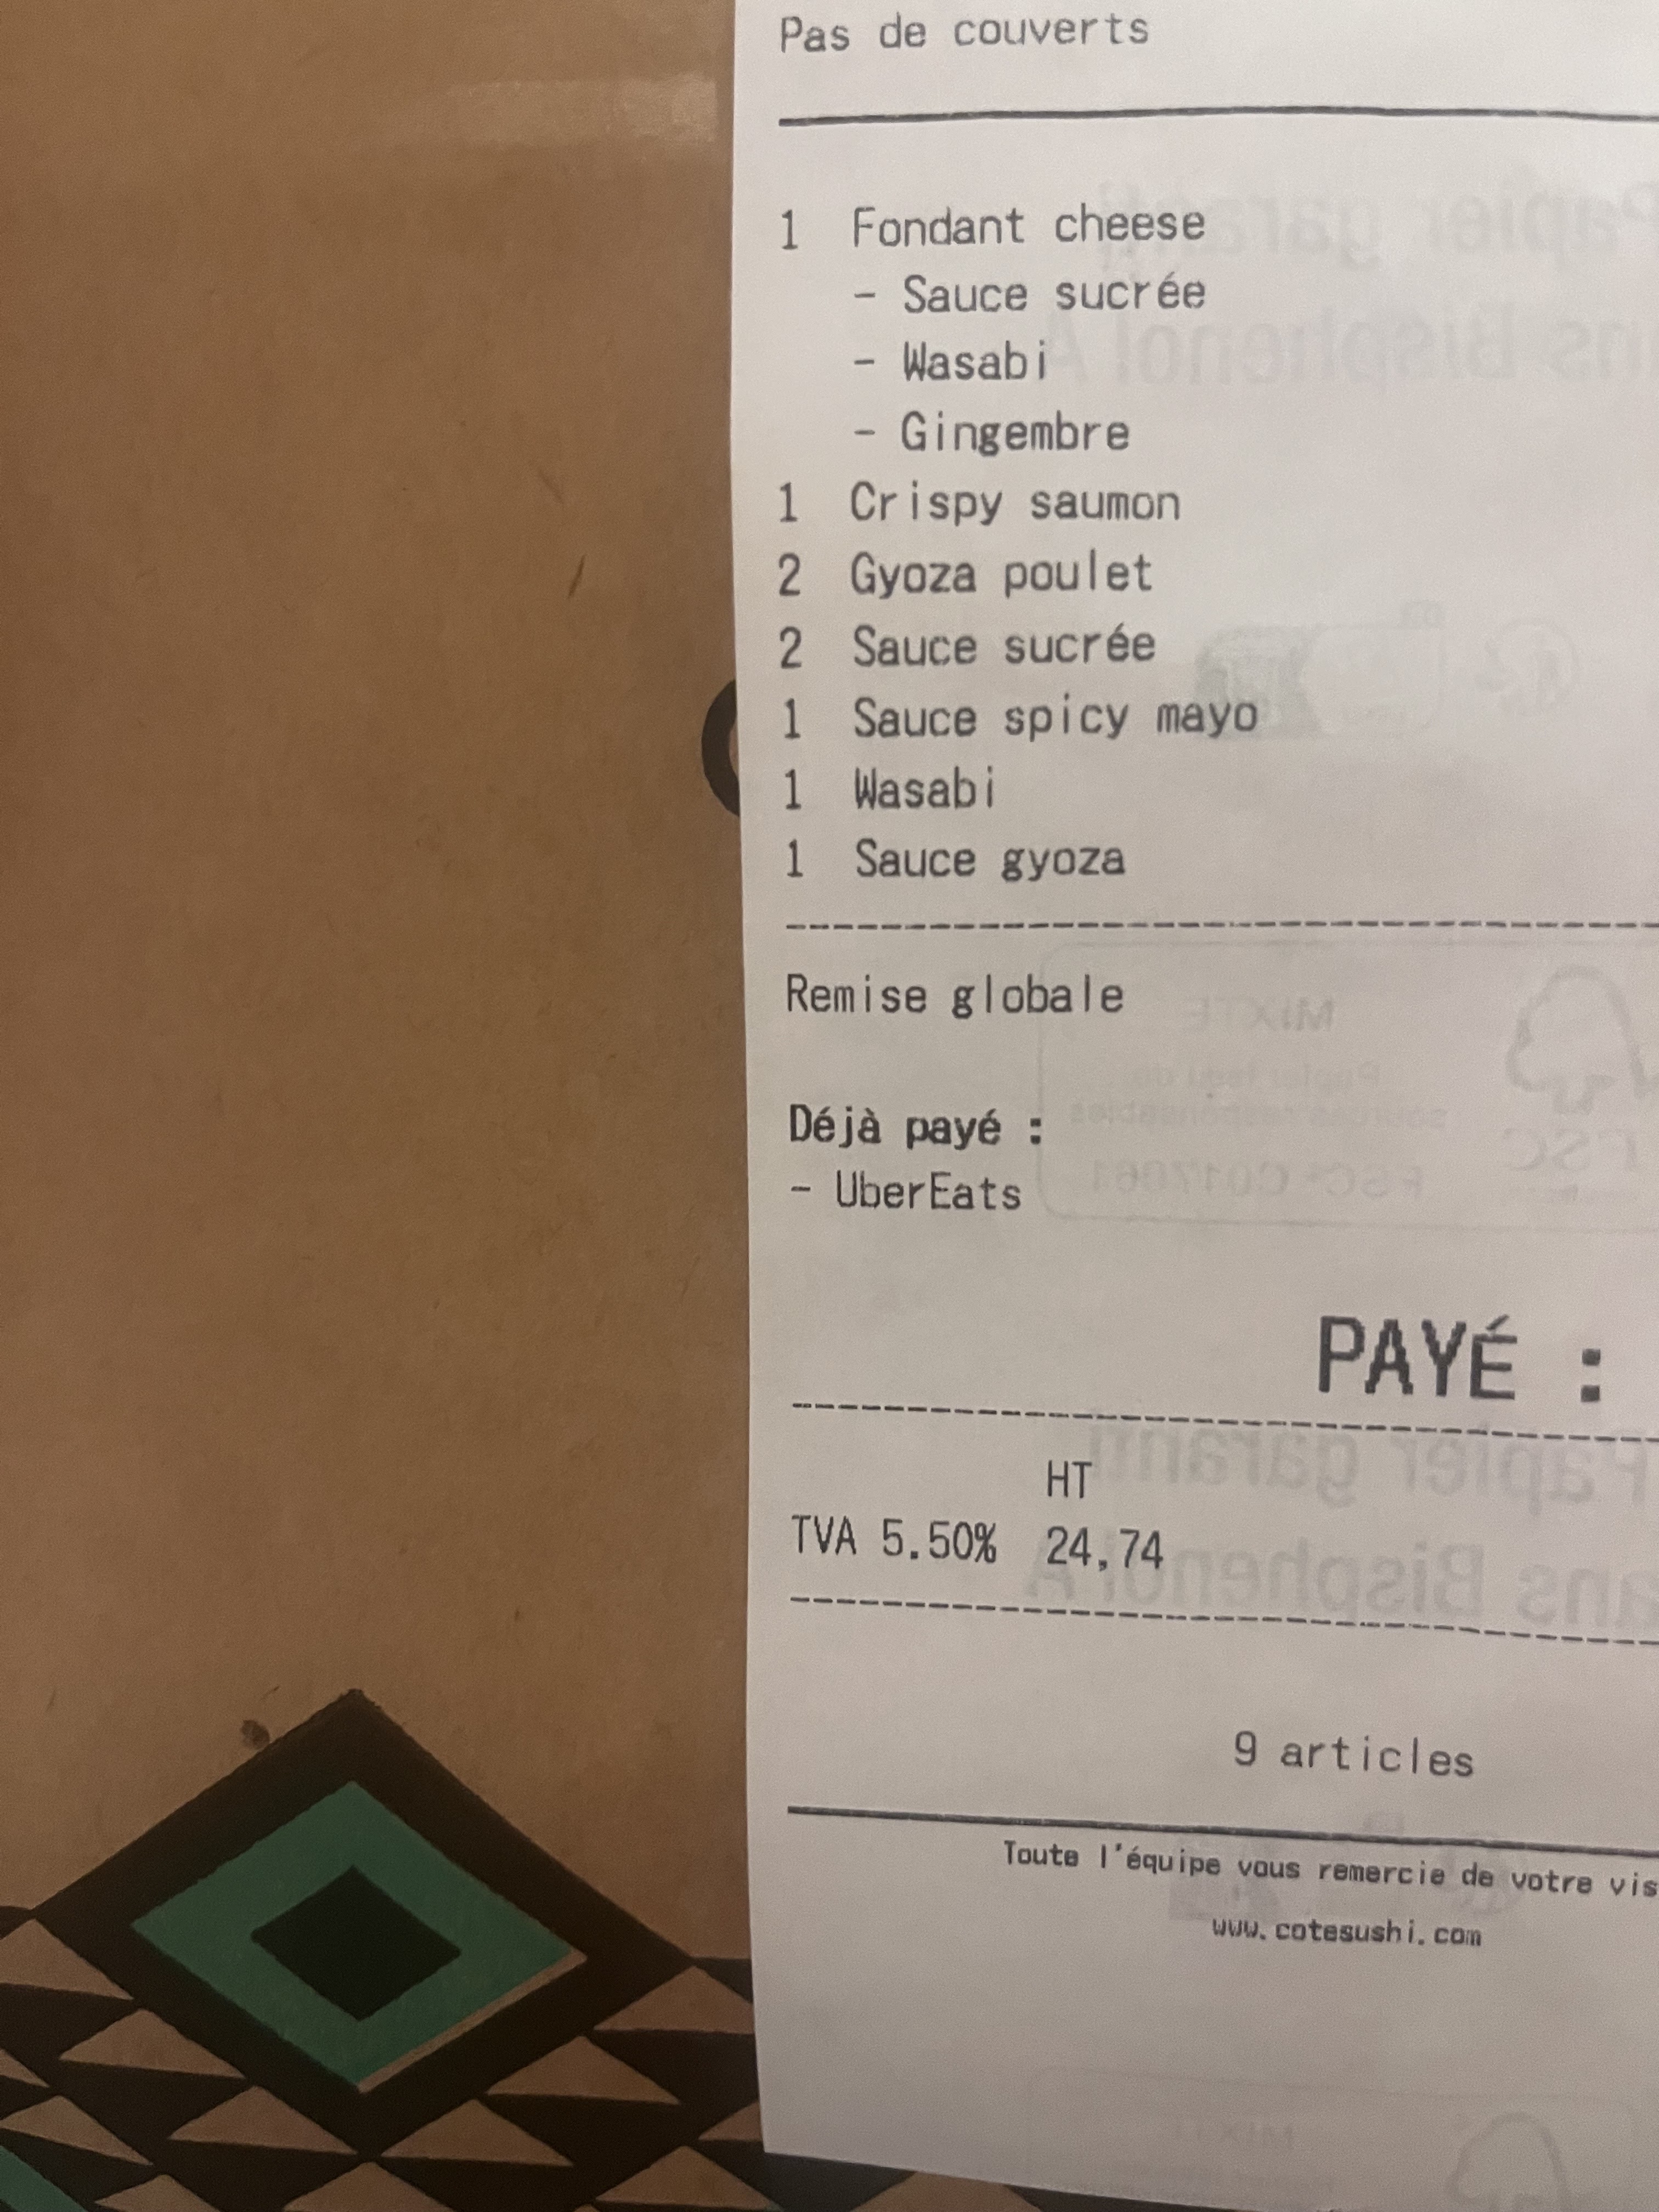 Pas de couverts
1 Fondant cheese
- Sauce sucrée
- Wasabi
- Gingembre
1 Crispy saumon
2 Gyoza poulet
2 Sauce sucrée
1 Sauce spicy mayo
1 Wasabi
1 Sauce gyoza
Remise globale
Déjà payé :
- UberEats
PAYÉ :
HT
TVA 5.50% 24,74
9 articles
Toute l'équipe vous remercie de votre vis
www.cotesushi.com